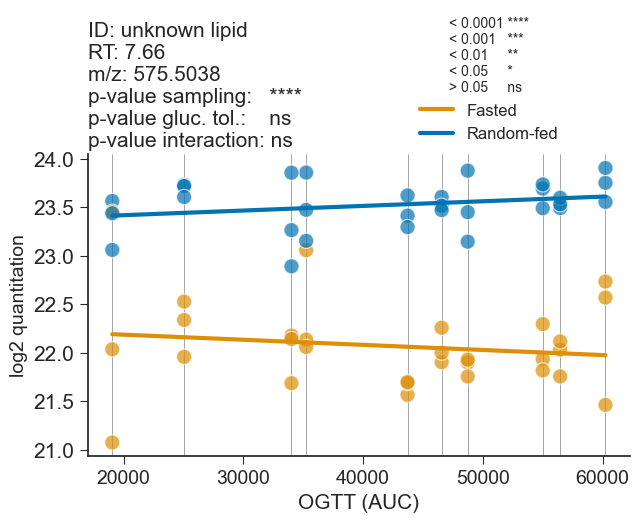 ID: unknown lipid
RT: 7.66
m/z: 575.5038
p-value sampling: ****
p-value gluc. tol.: ns
p-value interaction: ns
< 0.0001 ****
< 0.001 ***
< 0.01 **
< 0.05 *
> 0.05 ns
Fasted
Random-fed
24.0
23.5
23.0
22.5
22.0
21.5
21.0
log2 quantitation
20000 30000 40000 50000 60000
OGTT (AUC)